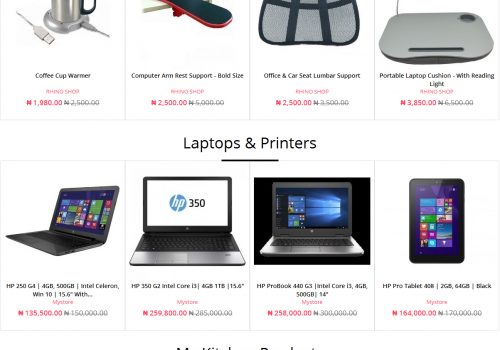 Coffee Cup Warmer
RHINO SHOP
₦ 1,980.00 ₦ 2,500.00
Computer Arm Rest Support - Bold Size
RHINO SHOP
₦ 2,500.00 ₦ 5,000.00
Office & Car Seat Lumbar Support
RHINO SHOP
₦ 2,500.00 ₦ 3,500.00
Portable Laptop Cushion - With Reading
Light
RHINO SHOP
₦ 3,850.00 ₦ 6,500.00
Laptops & Printers
hp 350
HP 250 G4 | 4GB, 500GB | Intel Celeron,
Win 10 | 15.6" With...
Mystore
₦ 135,500.00 ₦ 150,000.00
HP 350 G2 Intel Core i3| 4GB 1TB |15.6"
Mystore
₦ 259,800.00 ₦ 285,000.00
HP ProBook 440 G3 |Intel Core i3, 4GB,
500GB| 14"
Mystore
₦ 258,000.00 ₦ 300,000.00
HP Pro Tablet 408 | 2GB, 64GB | Black
Mystore
₦ 164,000.00 ₦ 170,000.00